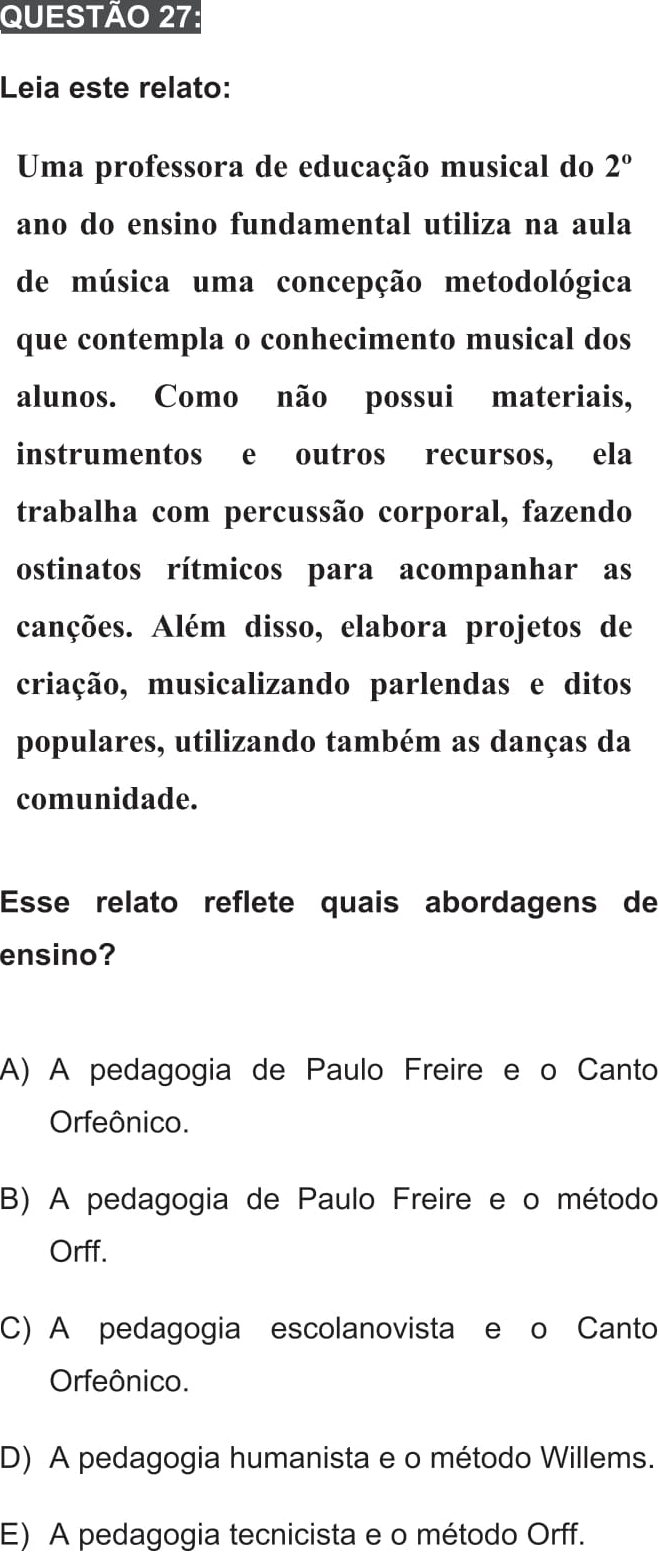 QUESTÃO 27:
Leia este relato:
Uma professora de educação musical do 2º
ano do ensino fundamental utiliza na aula
de música uma concepção metodológica
que contempla o conhecimento musical dos
alunos. Como não possui materiais,
instrumentos e outros recursos, ela
trabalha com percussão corporal, fazendo
ostinatos rítmicos para acompanhar as
canções. Além disso, elabora projetos de
criação, musicalizando parlendas e ditos
populares, utilizando também as danças da
comunidade.
Esse relato reflete quais abordagens de
ensino?
A) A pedagogia de Paulo Freire e o Canto
Orfeônico.
B) A pedagogia de Paulo Freire e o método
Orff.
C) A pedagogia escolanovista e o Canto
Orfeônico.
D) A pedagogia humanista e o método Willems.
E) A pedagogia tecnicista e o método Orff.